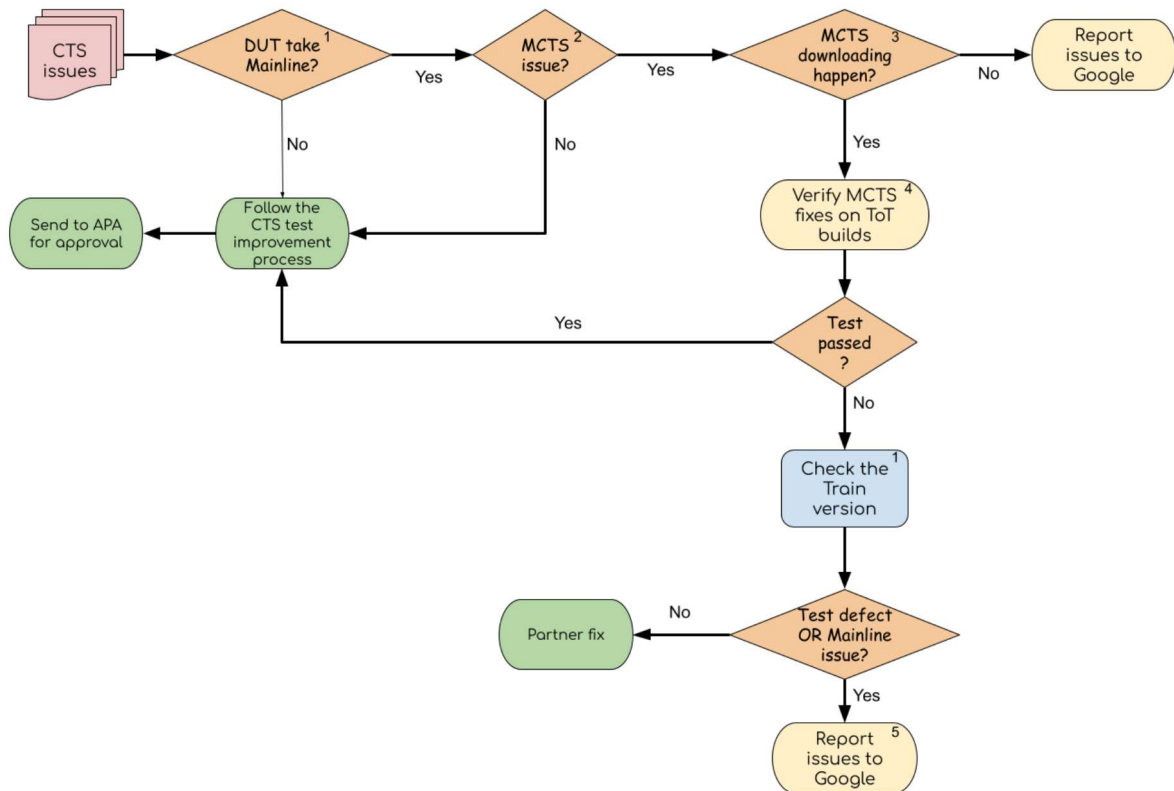 CTS
issues
DUT take
Mainline?
1
Yes
No
MCTS
issue?
2
Yes
No
MCTS
downloading
happen?
3
No
Yes
Report
issues to
Google
Send to APA
for approval
Follow the
CTS test
improvement
process
Verify MCTS
fixes on ToT
builds
4
Yes
Test
passed
?
No
Check the
Train
version
1
Partner fix
No
Test defect
OR Mainline
issue?
Yes
Report
issues to
Google
5